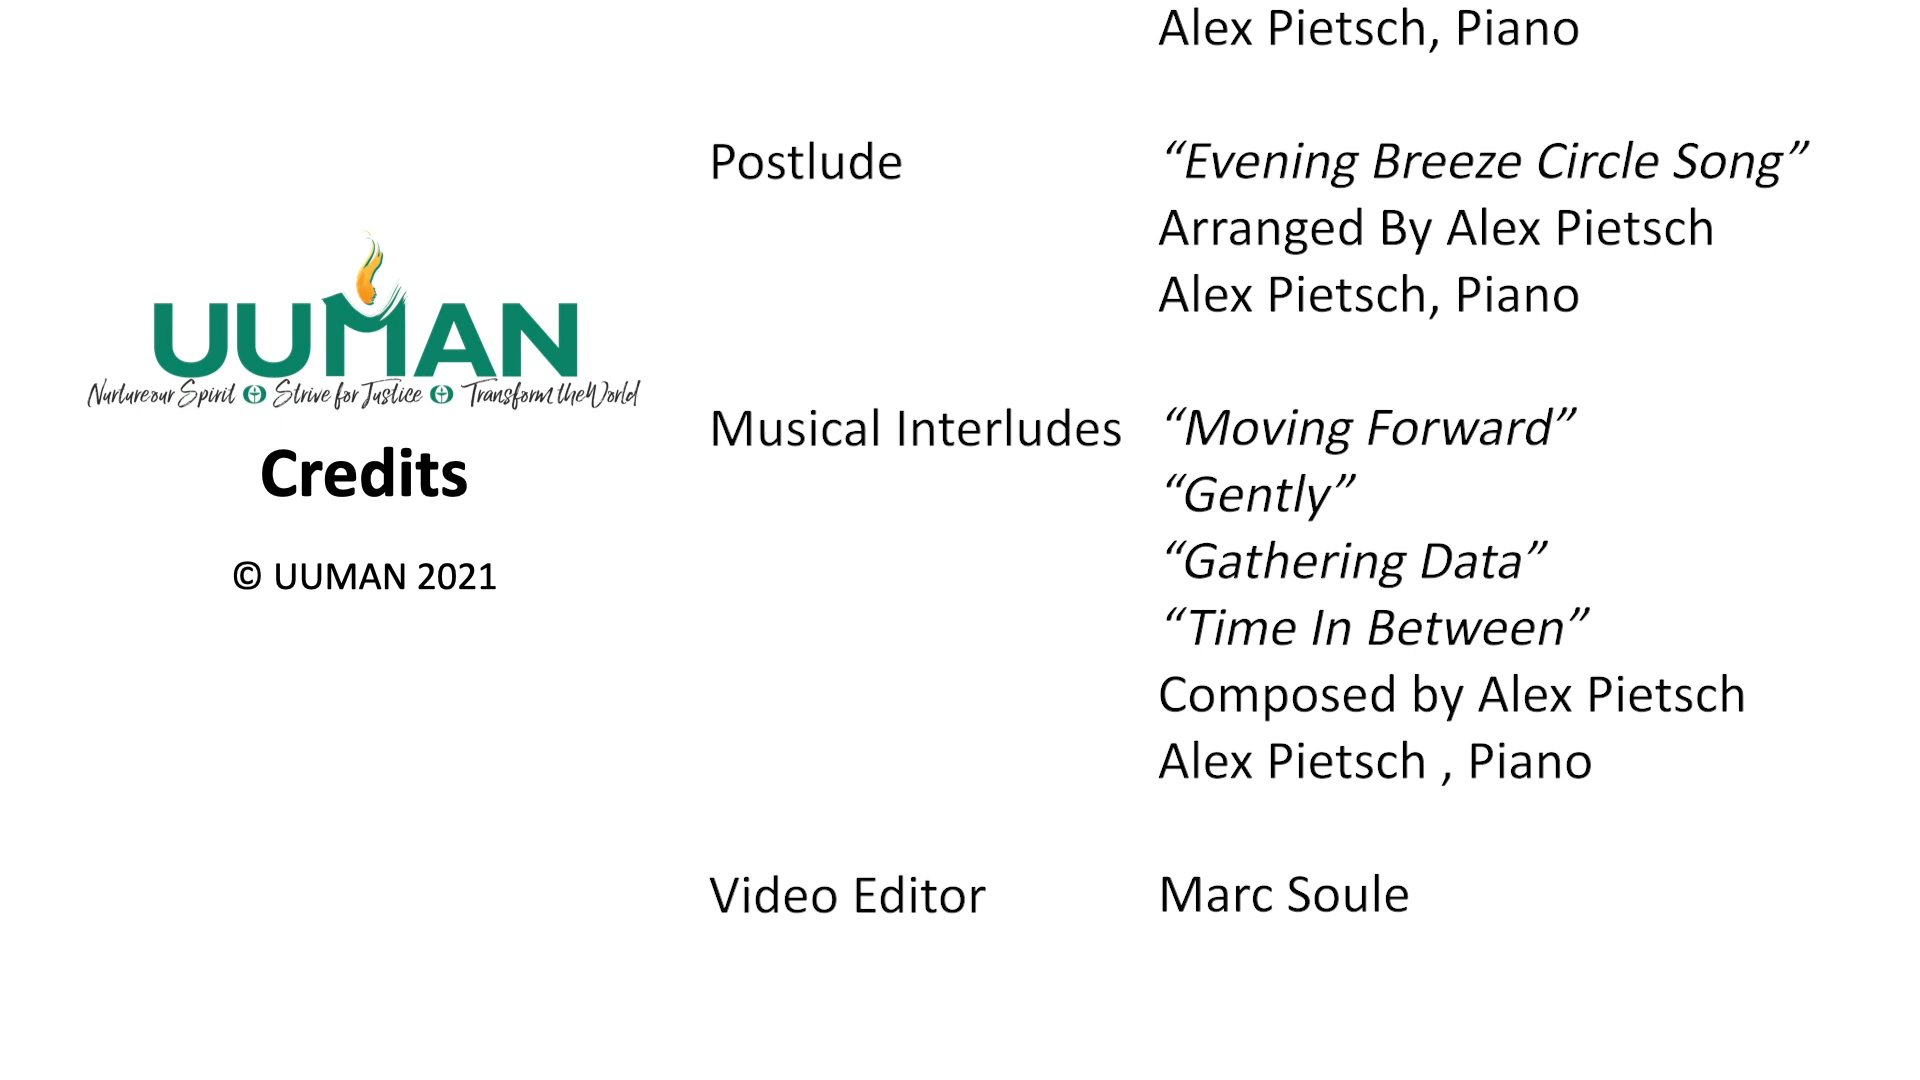 UUMAN
Nurture our Spirit Strive for Justice Transform the World
Credits
© UUMAN 2021
Alex Pietsch, Piano
Postlude “Evening Breeze Circle Song”
Arranged By Alex Pietsch
Alex Pietsch, Piano
Musical Interludes “Moving Forward”
“Gently”
“Gathering Data”
“Time In Between”
Composed by Alex Pietsch
Alex Pietsch , Piano
Video Editor Marc Soule